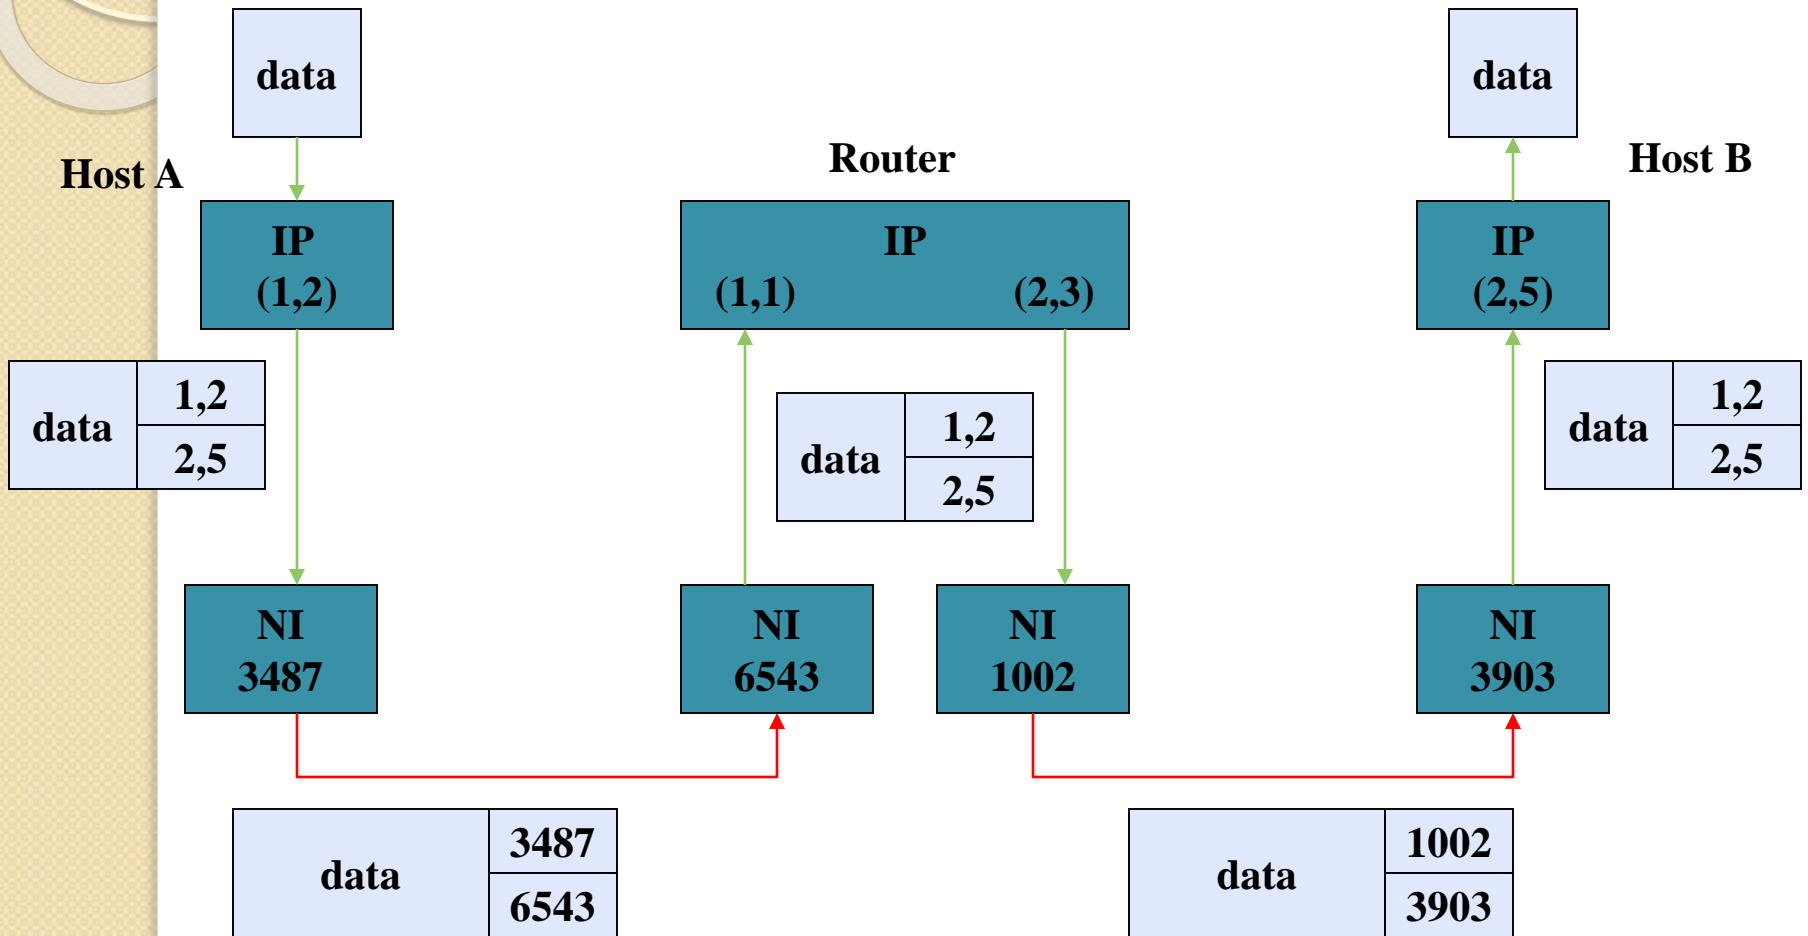 data
data
Host A
Router
Host B
IP
(1,2)
IP
(1,1) (2,3)
IP
(2,5)
data
1,2
2,5
data
1,2
2,5
data
1,2
2,5
NI
3487
NI
6543
NI
1002
NI
3903
data
3487
6543
data
1002
3903